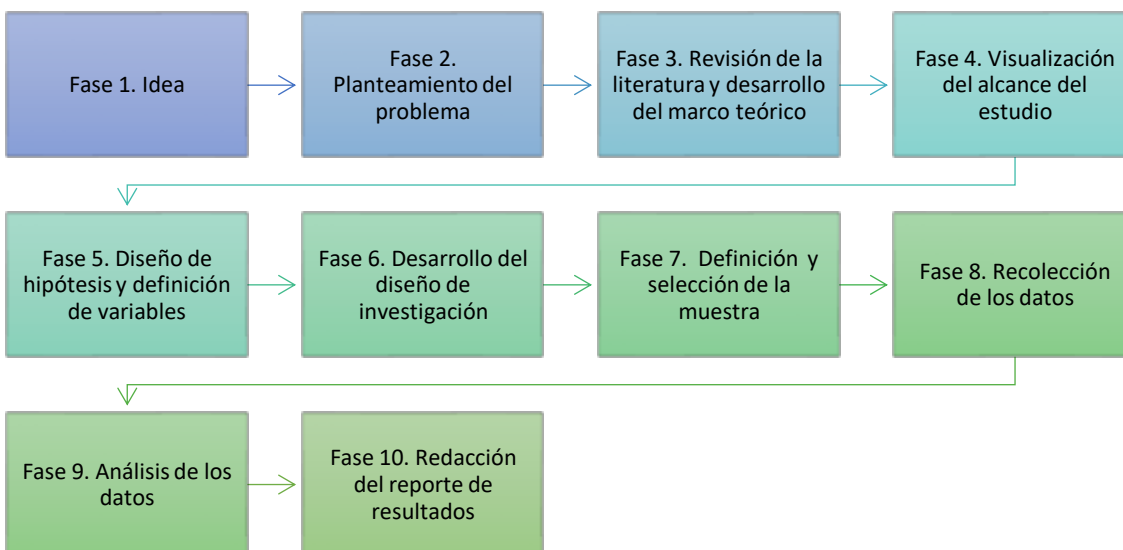 Fase 1. Idea
Fase 2.
Planteamiento del
problema
Fase 3. Revisión de la
literatura y desarrollo
del marco teórico
Fase 4. Visualización
del alcance del
estudio
Fase 5. Diseño de
hipótesis y definición
de variables
Fase 6. Desarrollo del
diseño de
investigación
Fase 7. Definición y
selección de la
muestra
Fase 8. Recolección
de los datos
Fase 9. Análisis de los
datos
Fase 10. Redacción
del reporte de
resultados